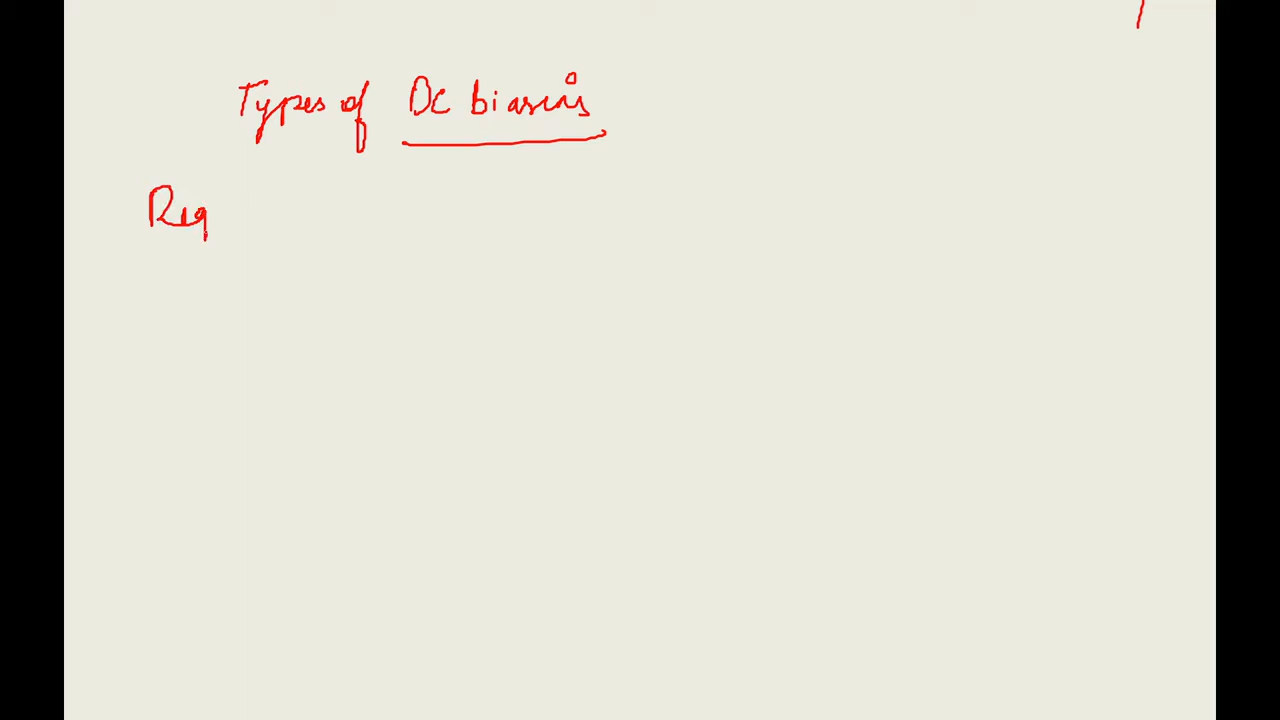 Types of DC biasing
Req